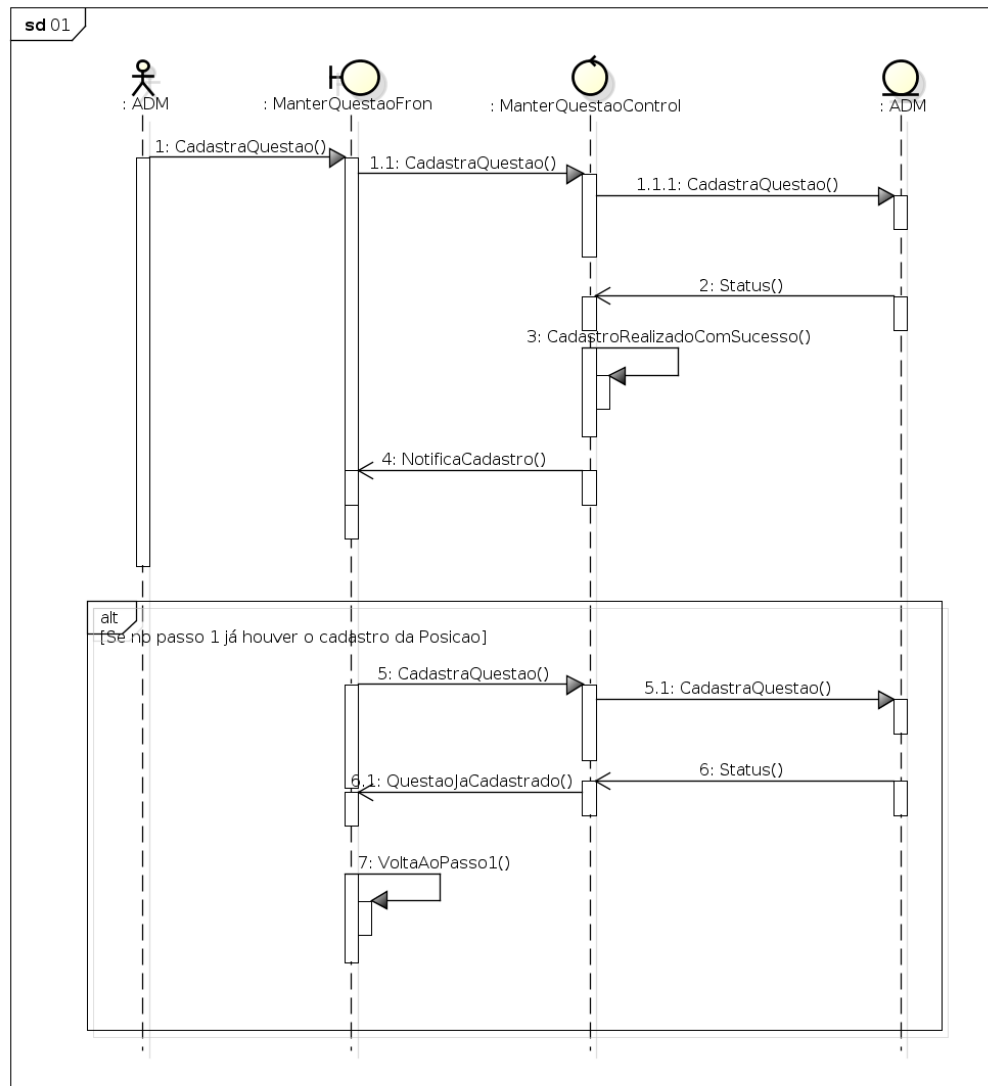 sd 01
: ADM
: ManterQuestaoFron
: ManterQuestaoControl
: ADM
1: CadastraQuestao()
1.1: CadastraQuestao()
1.1.1: CadastraQuestao()
2: Status()
3: CadastroRealizadoComSucesso()
4: NotificaCadastro()
alt
[Se no passo 1 já houver o cadastro da Posicao]
5: CadastraQuestao()
5.1: CadastraQuestao()
6: Status()
6.1: QuestaoJaCadastrado()
7: VoltaAoPasso1()